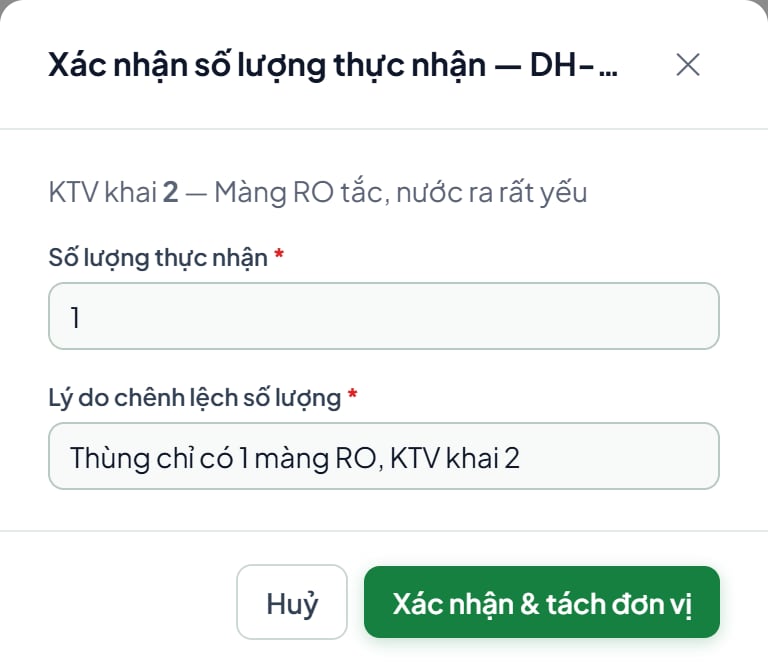 Xác nhận số lượng thực nhận — DH-...
KTV khai 2 — Màng RO tắc, nước ra rất yếu
Số lượng thực nhận *
1
Lý do chênh lệch số lượng *
Thùng chỉ có 1 màng RO, KTV khai 2
Huỷ
Xác nhận & tách đơn vị